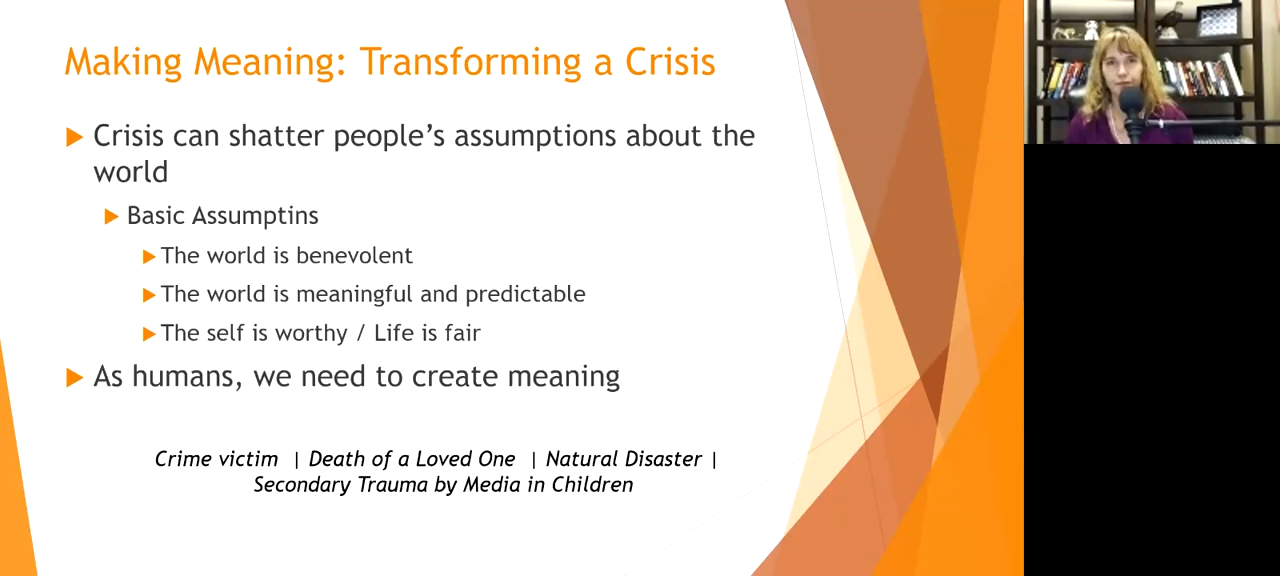 Making Meaning: Transforming a Crisis
Crisis can shatter people’s assumptions about the
world
Basic Assumptins
The world is benevolent
The world is meaningful and predictable
The self is worthy / Life is fair
As humans, we need to create meaning
Crime victim | Death of a Loved One | Natural Disaster |
Secondary Trauma by Media in Children